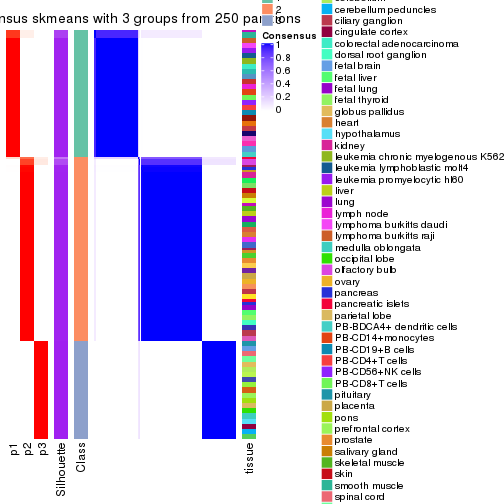 nsus skmeans with 3 groups from 250 partitions
2
3
Consensus
1
0.8
0.6
0.4
0.2
0
p1
p2
p3
Silhouette
Class
tissue
cerebellum peduncles
ciliary ganglion
cingulate cortex
colorectal adenocarcinoma
dorsal root ganglion
fetal brain
fetal liver
fetal lung
fetal thyroid
globus pallidus
heart
hypothalamus
kidney
leukemia chronic myelogenous K562
leukemia lymphoblastic molt4
leukemia promyelocytic hl60
liver
lung
lymph node
lymphoma burkitts daudi
lymphoma burkitts raji
medulla oblongata
occipital lobe
olfactory bulb
ovary
pancreas
pancreatic islets
parietal lobe
PB-BDCA4+ dendritic cells
PB-CD14+monocytes
PB-CD19+B cells
PB-CD4+T cells
PB-CD56+NK cells
PB-CD8+T cells
pituitary
placenta
pons
prefrontal cortex
prostate
salivary gland
skeletal muscle
skin
smooth muscle
spinal cord